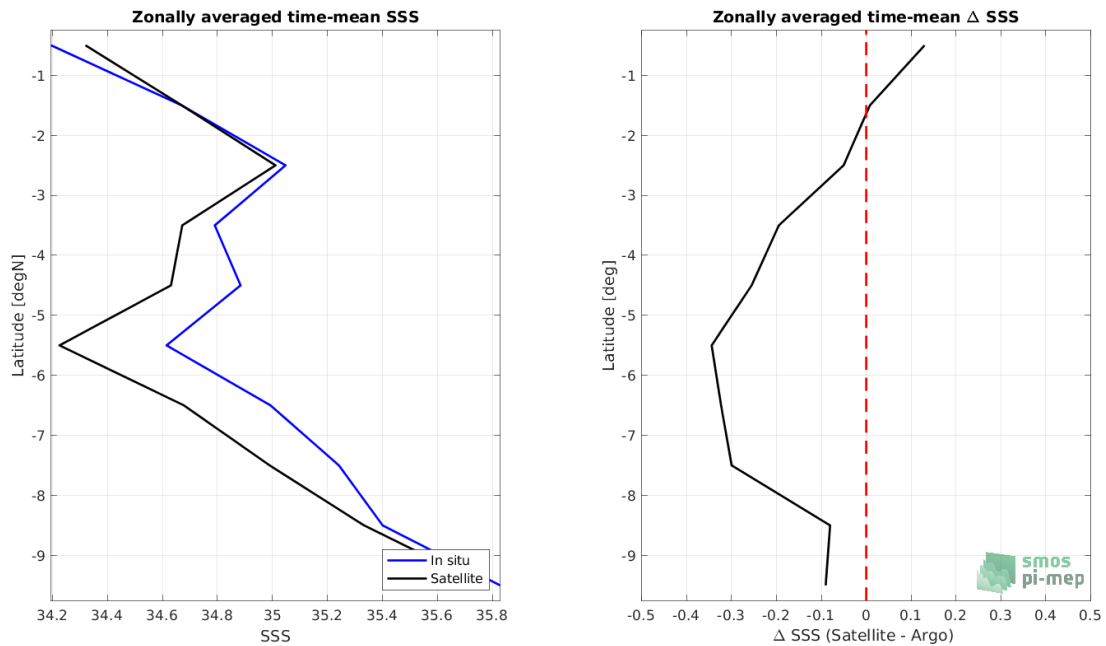 Zonally averaged time-mean SSS
-1
-2
-3
-4
-5
-6
-7
-8
-9
Latitude [degN]
34.2 34.4 34.6 34.8 35 35.2 35.4 35.6 35.8
SSS
In situ
Satellite
Zonally averaged time-mean Δ SSS
-1
-2
-3
-4
-5
-6
-7
-8
-9
Latitude [deg]
-0.5 -0.4 -0.3 -0.2 -0.1 0 0.1 0.2 0.3 0.4 0.5
Δ SSS (Satellite - Argo)
smos
pi-mep